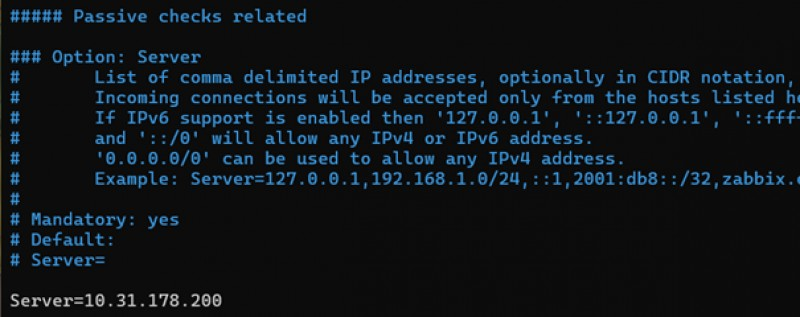 ##### Passive checks related
### Option: Server
# List of comma delimited IP addresses, optionally in CIDR notation,
# Incoming connections will be accepted only from the hosts listed
# If IPv6 support is enabled then '127.0.0.1', '::127.0.0.1', '::ffff
# and '::/0' will allow any IPv4 or IPv6 address.
# '0.0.0.0/0' can be used to allow any IPv4 address.
# Example: Server=127.0.0.1,192.168.1.0/24,::1,2001:db8::/32,zabbix.
#
# Mandatory: yes
# Default:
# Server=
Server=10.31.178.200